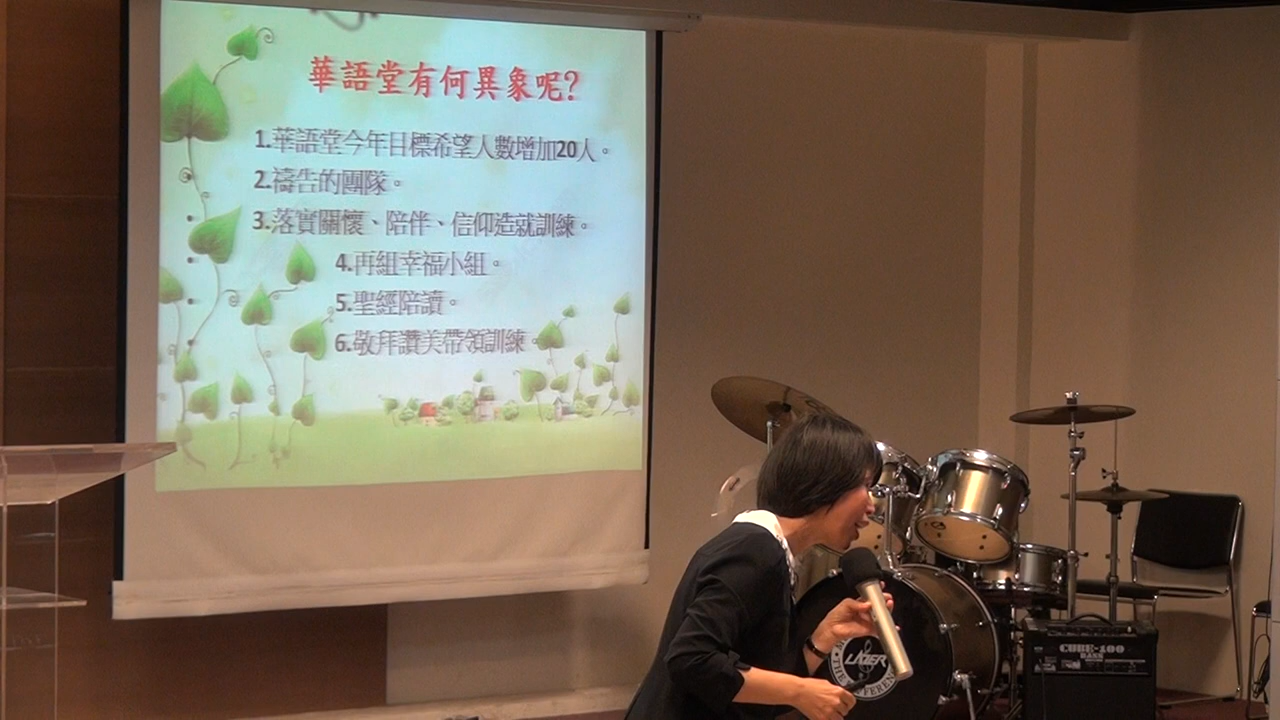 華語堂有何異象呢?
1.華語堂今年目標希望人數增加20人。
2.禱告的團隊。
3.落實關懷、陪伴、信仰造就訓練。
4.再組幸福小組。
5.聖經陪讀。
6.敬拜讚美帶領訓練。
CUBE-100
BASS